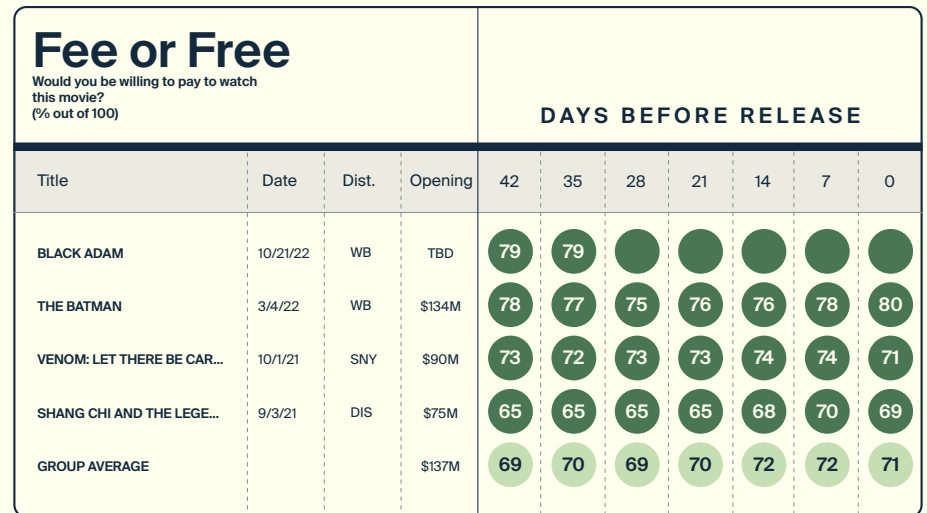 Fee or Free
Would you be willing to pay to watch
this movie?
(% out of 100)
DAYS BEFORE RELEASE
Title Date Dist. Opening 42 35 28 21 14 7 0
BLACK ADAM 10/21/22 WB TBD 79 79
THE BATMAN 3/4/22 WB $134M 78 77 75 76 76 78 80
VENOM: LET THERE BE CAR... 10/1/21 SNY $90M 73 72 73 73 74 74 71
SHANG CHI AND THE LEGE... 9/3/21 DIS $75M 65 65 65 65 68 70 69
GROUP AVERAGE $137M 69 70 69 70 72 72 71